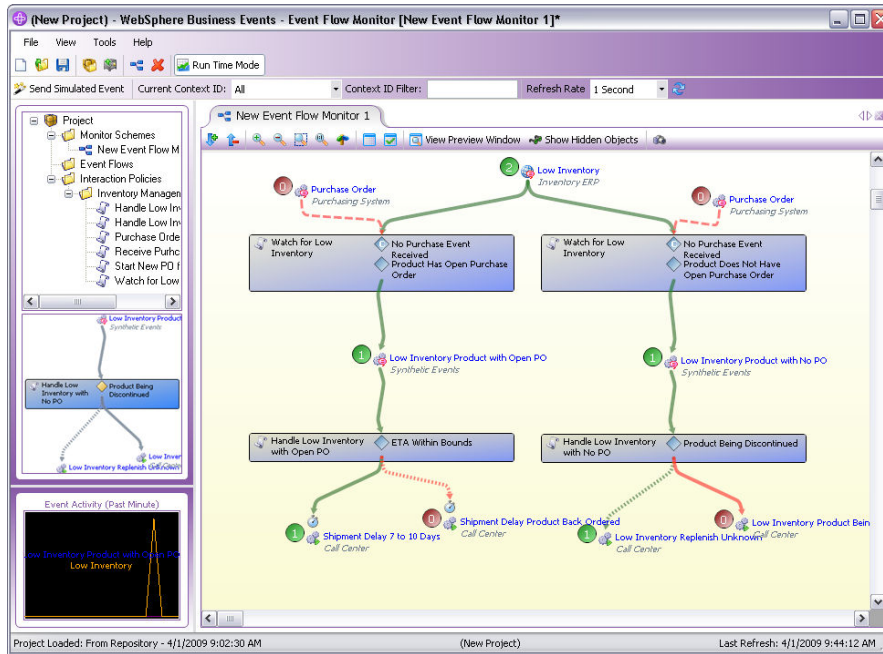 (New Project) - WebSphere Business Events - Event Flow Monitor [New Event Flow Monitor 1]*
File View Tools Help
Run Time Mode
Send Simulated Event Current Context ID: All Context ID Filter: Refresh Rate 1 Second
Project
Monitor Schemes
New Event Flow M
Event Flows
Interaction Policies
Inventory Managen
Handle Low Inv
Handle Low Inv
Purchase Orde
Receive Purhc
Start New PO f
Watch for Low
Low Inventory Product
Synthetic Events
Handle Low
Inventory with
No PO
Product Being
Discontinued
Low Inver
Low Inventory Replenish Unknown
Call Center
Event Activity (Past Minute)
Low Inventory Product with Open PO
Low Inventory
New Event Flow Monitor 1
View Preview Window Show Hidden Objects
2 Low Inventory
Inventory ERP
0 Purchase Order
Purchasing System
0 Purchase Order
Purchasing System
Watch for Low
Inventory
No Purchase Event
Received
Product Has Open Purchase
Order
Watch for Low
Inventory
No Purchase Event
Received
Product Does Not Have
Open Purchase Order
1 Low Inventory Product with Open PO
Synthetic Events
1 Low Inventory Product with No PO
Synthetic Events
Handle Low Inventory
with Open PO
ETA Within Bounds
Handle Low Inventory
with No PO
Product Being Discontinued
1 Shipment Delay 7 to 10 Days
Call Center
0 Shipment Delay Product Back Ordered
Call Center
1 Low Inventory Replenish Unknown
Call Center
0 Low Inventory Product Bein
Call Center
Project Loaded: From Repository - 4/1/2009 9:02:30 AM (New Project) Last Refresh: 4/1/2009 9:44:12 AM